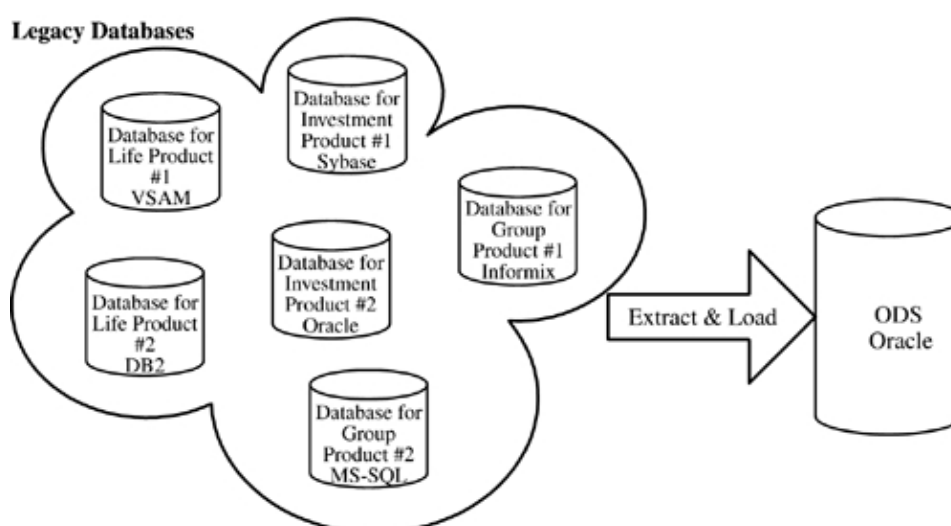 Legacy Databases
Database for
Life Product
#1
VSAM
Database for
Investment
Product #1
Sybase
Database for
Group
Product #1
Informix
Database for
Life Product
#2
DB2
Database for
Investment
Product #2
Oracle
Database for
Group
Product #2
MS-SQL
Extract & Load
ODS
Oracle